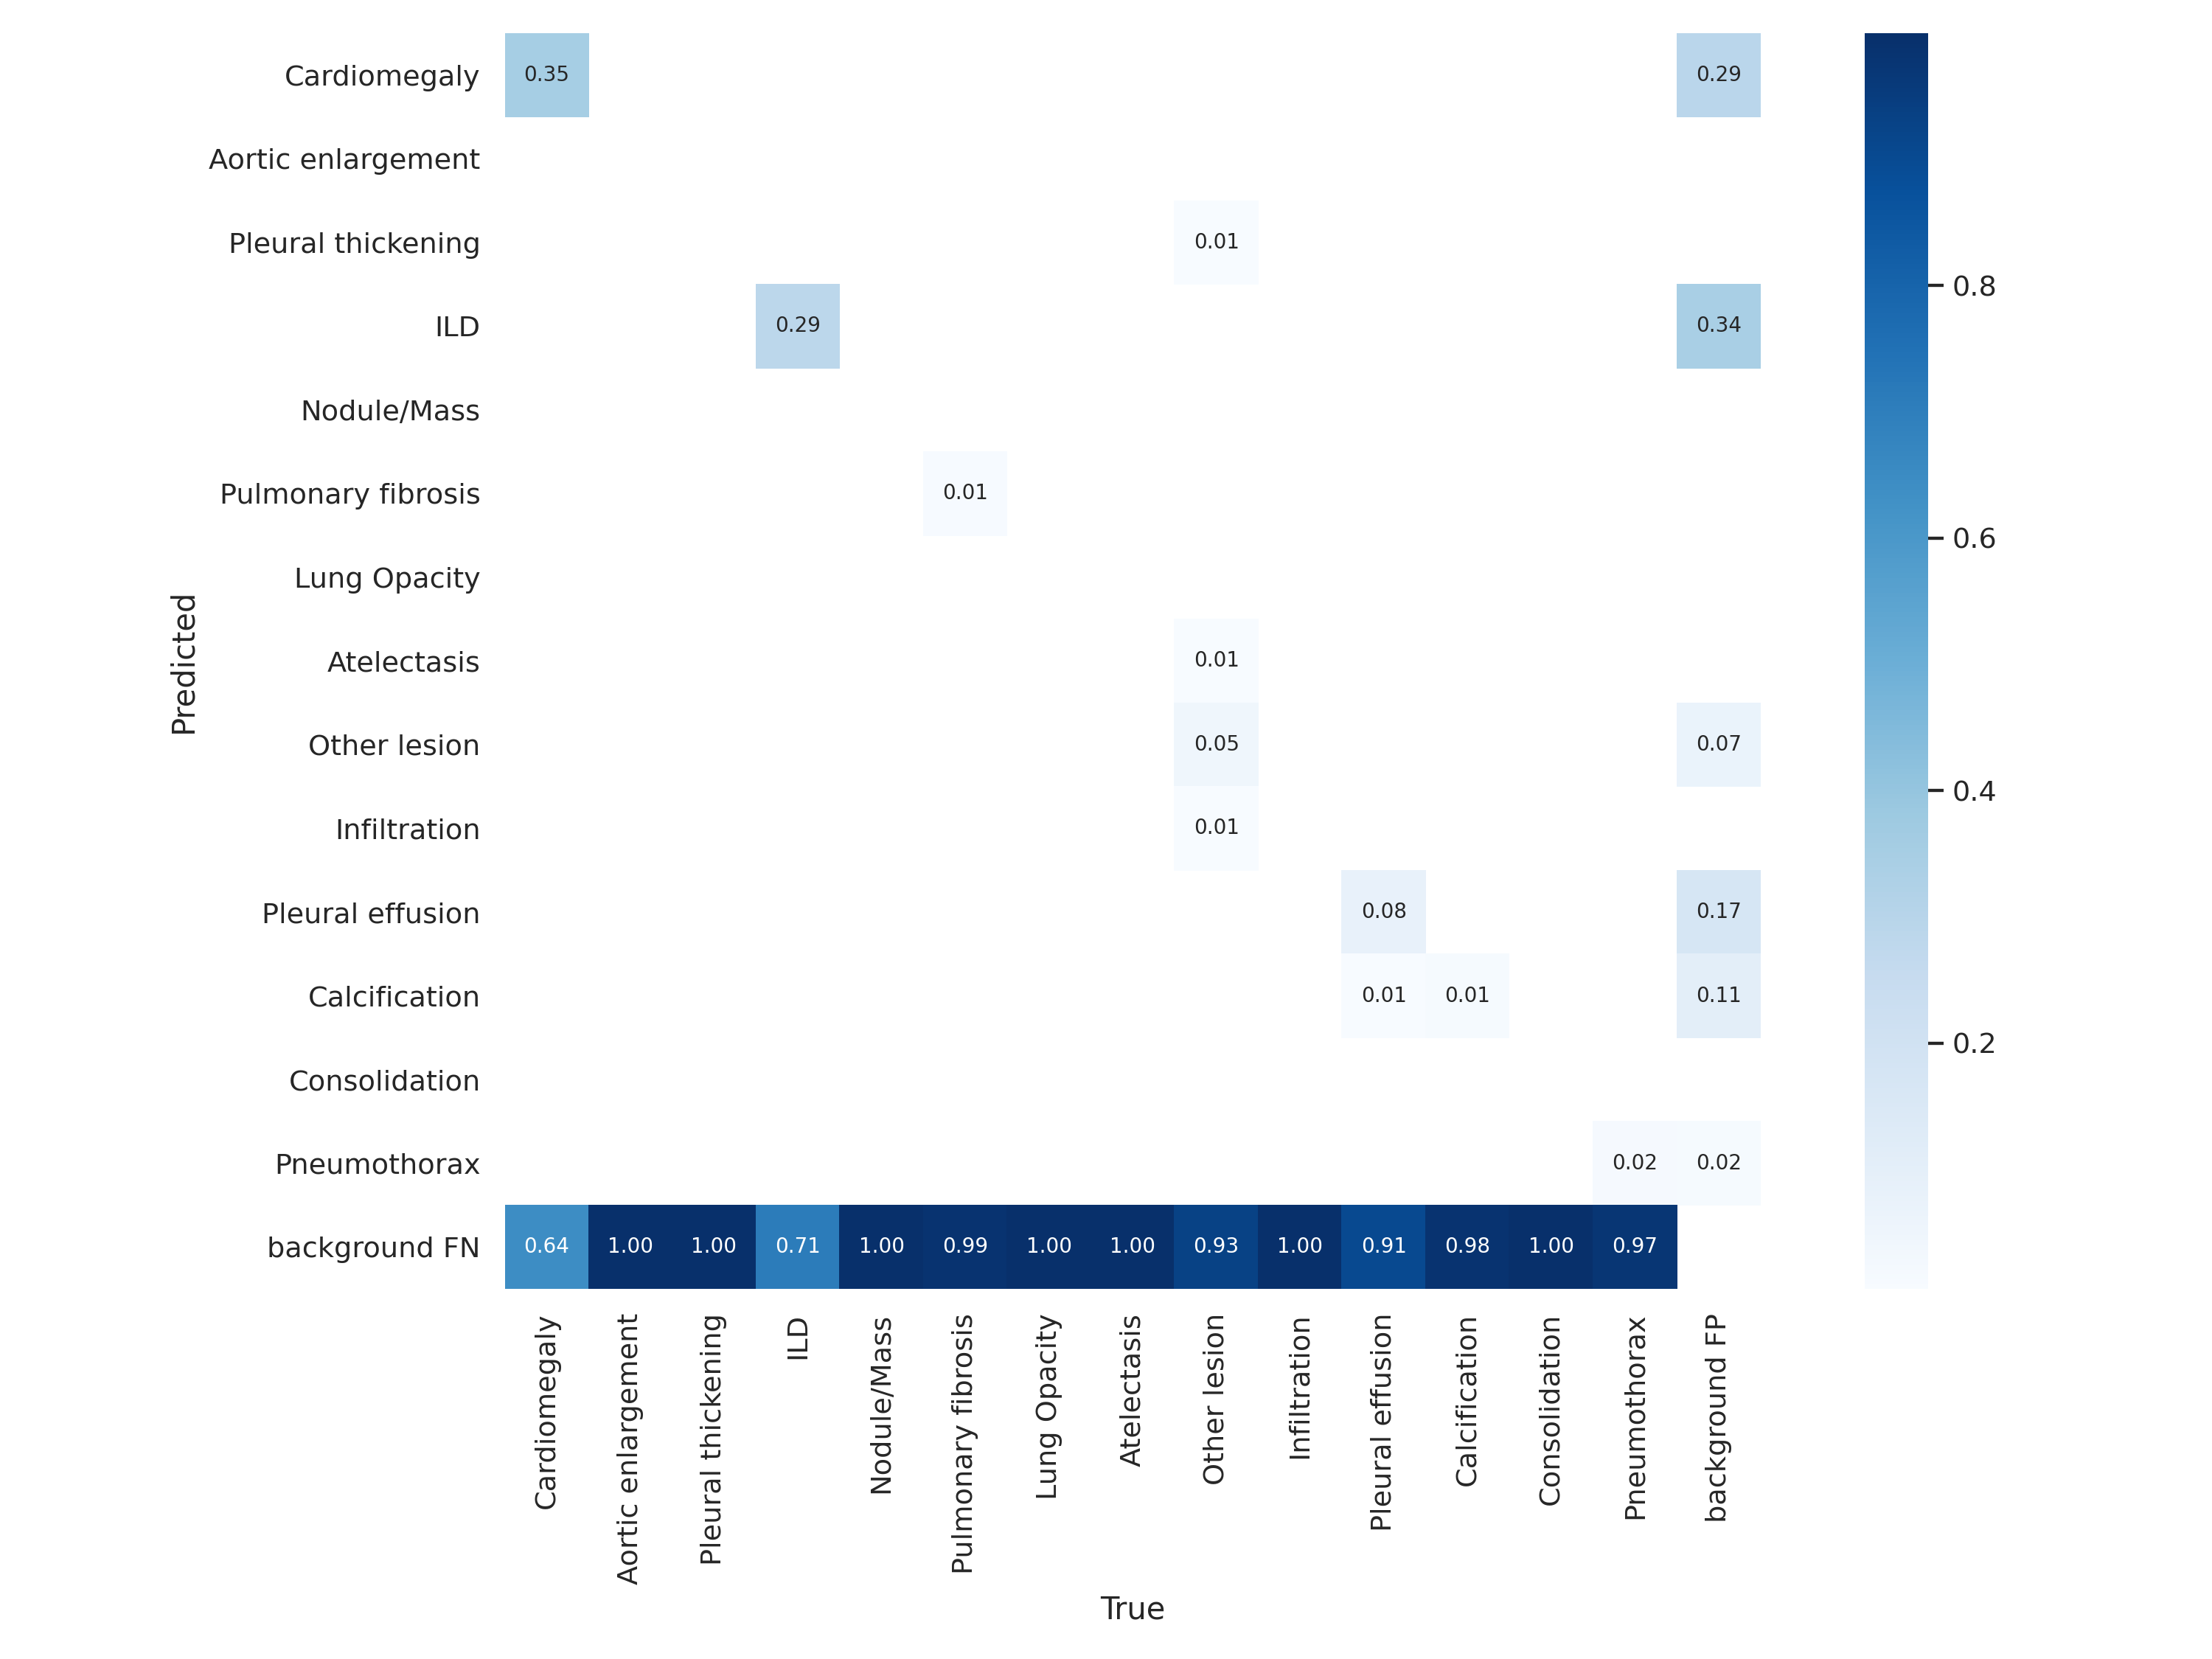 Cardiomegaly 0.35 0.29
Aortic enlargement
Pleural thickening 0.01
ILD 0.29 0.34
Nodule/Mass
Pulmonary fibrosis 0.01
Lung Opacity
Atelectasis 0.01
Other lesion 0.05 0.07
Infiltration 0.01
Pleural effusion 0.08 0.17
Calcification 0.01 0.01 0.11
Consolidation
Pneumothorax 0.02 0.02
background FN 0.64 1.00 1.00 0.71 1.00 0.99 1.00 1.00 0.93 1.00 0.91 0.98 1.00 0.97
Predicted
Cardiomegaly
Aortic enlargement
Pleural thickening
ILD
Nodule/Mass
Pulmonary fibrosis
Lung Opacity
Atelectasis
Other lesion
Infiltration
Pleural effusion
Calcification
Consolidation
Pneumothorax
background FP
True
0.8
0.6
0.4
0.2